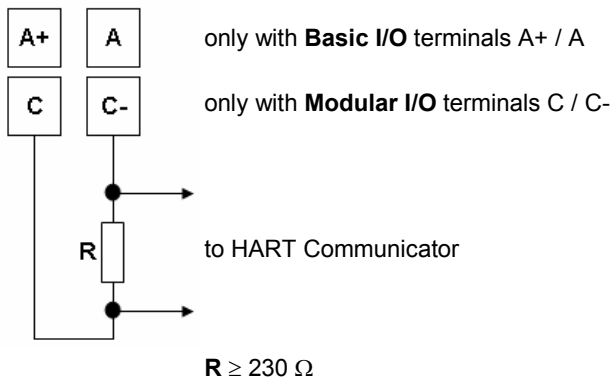 A+ A only with Basic I/O terminals A+ / A
C C- only with Modular I/O terminals C / C-
R to HART Communicator
R ≥ 230 Ω